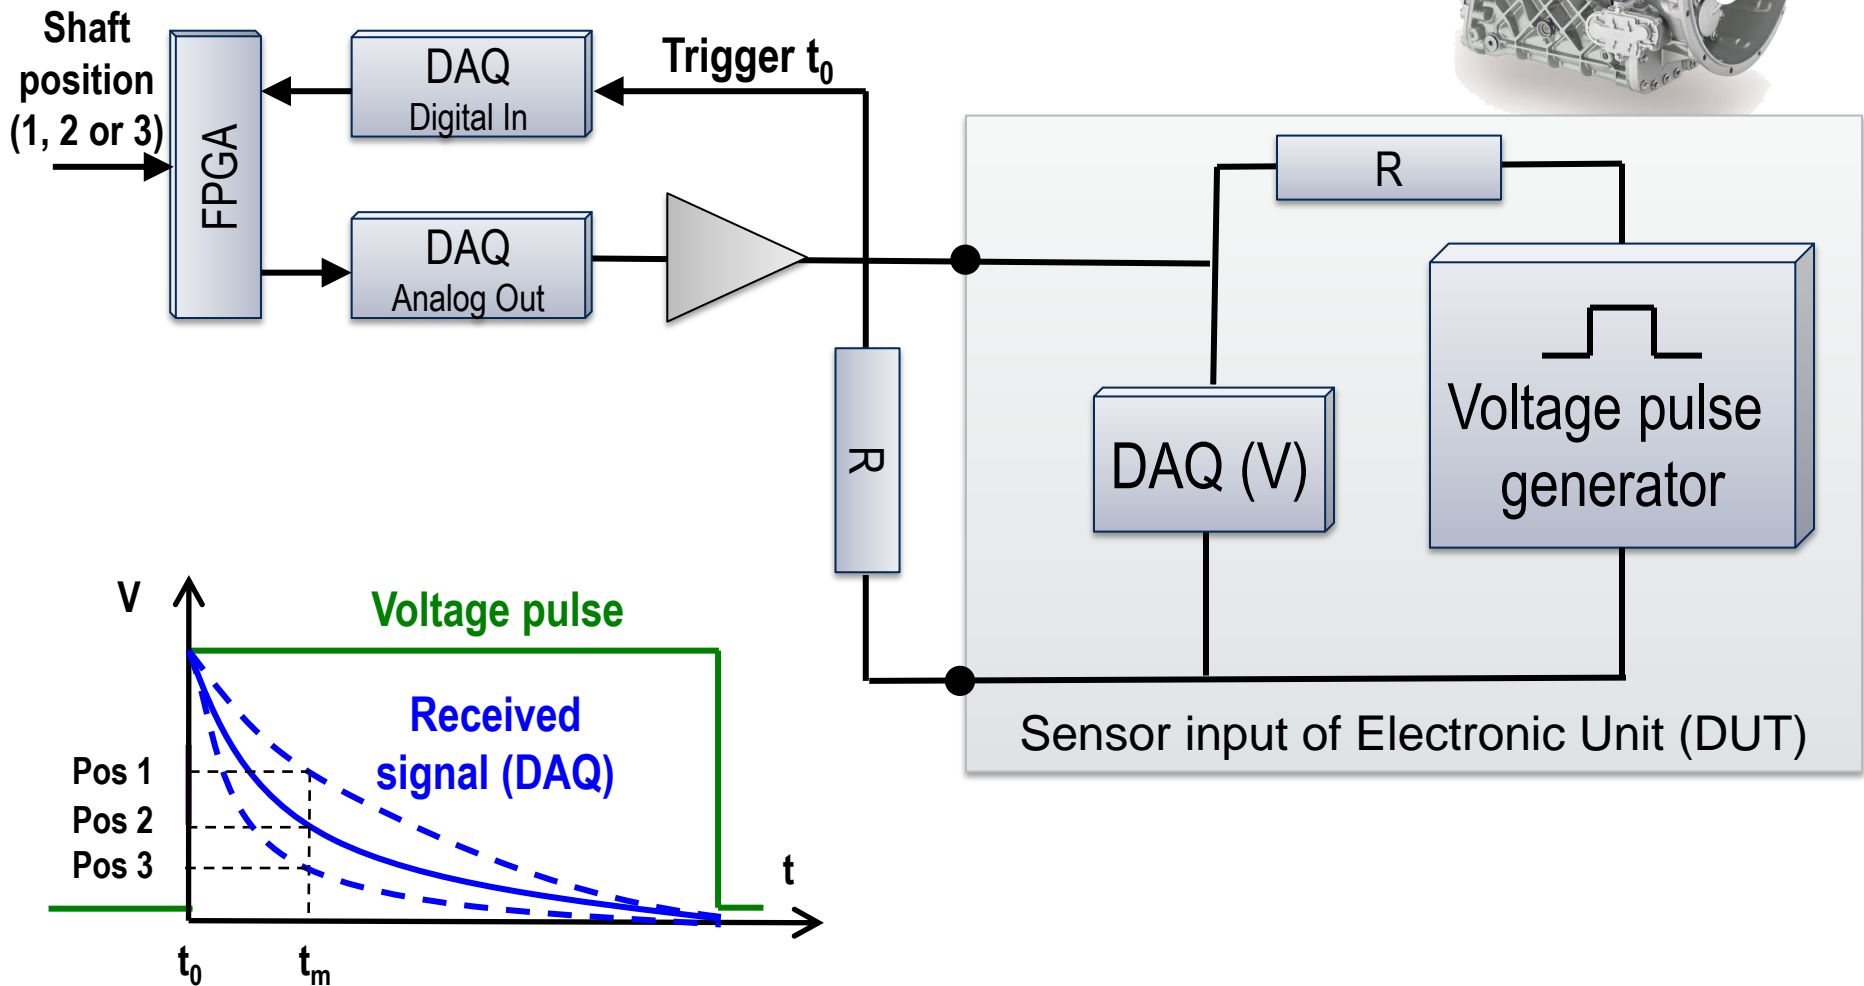 Shaft
position
(1, 2 or 3)
FPGA
DAQ
Digital In
Trigger t₀
DAQ
Analog Out
R
R
DAQ (V)
Voltage pulse
generator
Sensor input of Electronic Unit (DUT)
V
Voltage pulse
Received
signal (DAQ)
Pos 1
Pos 2
Pos 3
t
t₀
tₘ